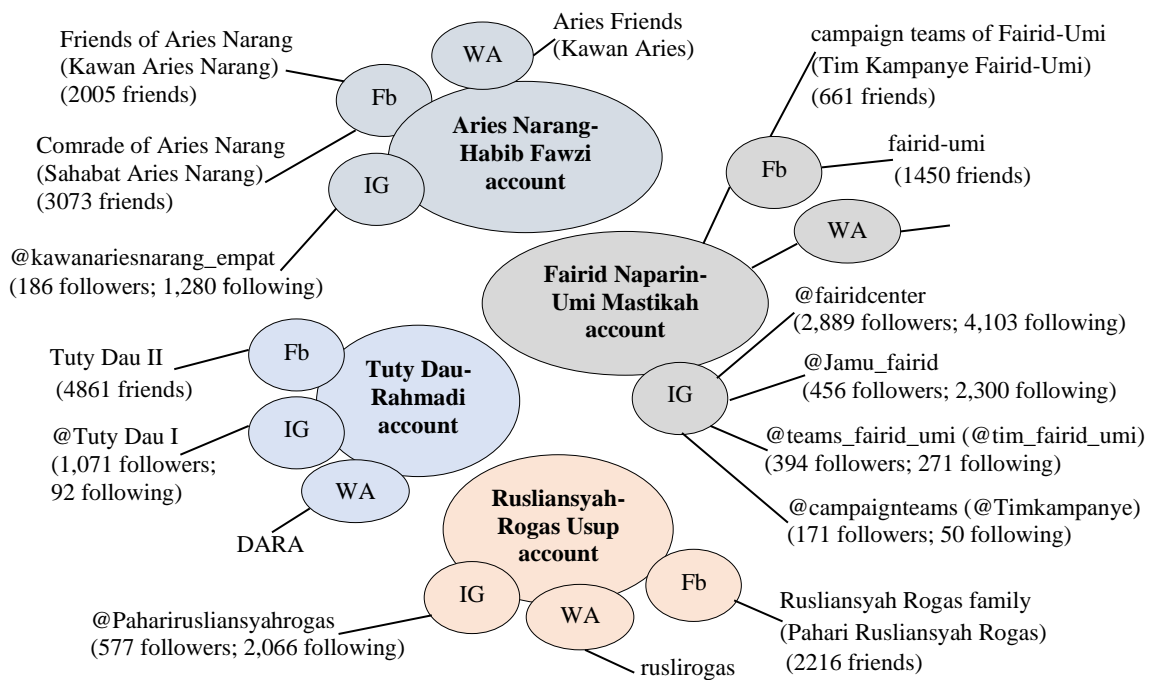 Friends of Aries Narang
(Kawan Aries Narang)
(2005 friends)
Comrade of Aries Narang
(Sahabat Aries Narang)
(3073 friends)
@kawanariesnarang_empat
(186 followers; 1,280 following)
Fb
IG
WA
Aries Friends
(Kawan Aries)
Aries Narang-
Habib Fawzi
account
campaign teams of Fairid-Umi
(Tim Kampanye Fairid-Umi)
(661 friends)
fairid-umi
(1450 friends)
Fb
WA
Fairid Naparin-
Umi Mastikah
account
IG
@fairidcenter
(2,889 followers; 4,103 following)
@Jamu_fairid
(456 followers; 2,300 following)
@teams_fairid_umi (@tim_fairid_umi)
(394 followers; 271 following)
@campaignteams (@Timkampanye)
(171 followers; 50 following)
Tuty Dau II
(4861 friends)
@Tuty Dau I
(1,071 followers;
92 following)
DARA
Fb
IG
WA
Tuty Dau-
Rahmadi
account
Rusliansyah-
Rogas Usup
account
IG
WA
Fb
@Paharirusliansyahrogas
(577 followers; 2,066 following)
ruslirogas
Rusliansyah Rogas family
(Pahari Rusliansyah Rogas)
(2216 friends)